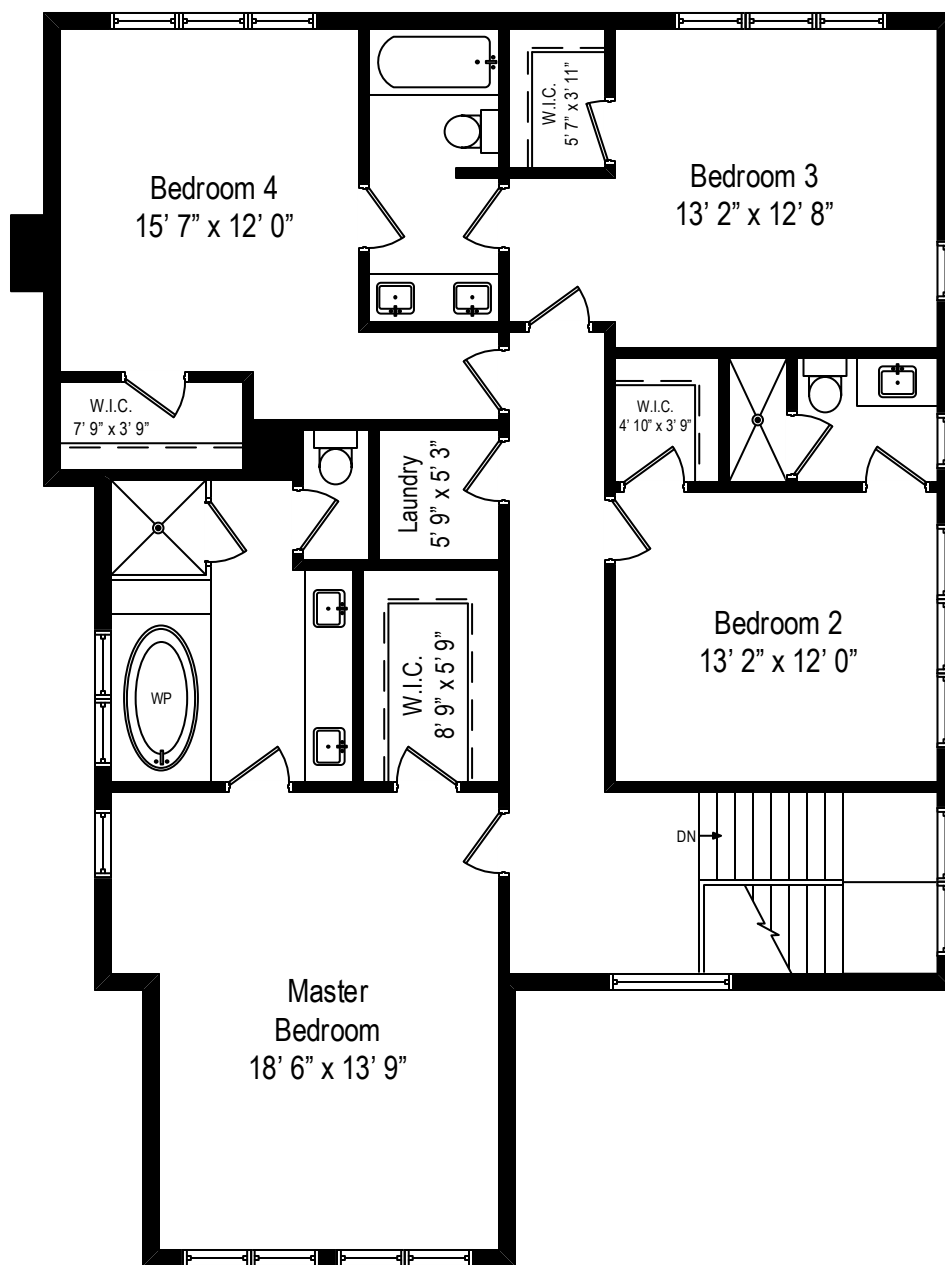 Bedroom 4
15’ 7” x 12’ 0”
W.I.C.
5’ 7” x 3’ 11”
Bedroom 3
13’ 2” x 12’ 8”
W.I.C.
7’ 9” x 3’ 9”
Laundry
5’ 9” x 5’ 3”
W.I.C.
4’ 10” x 3’ 9”
WP
W.I.C.
8’ 9” x 5’ 9”
Bedroom 2
13’ 2” x 12’ 0”
DN
Master
Bedroom
18’ 6” x 13’ 9”